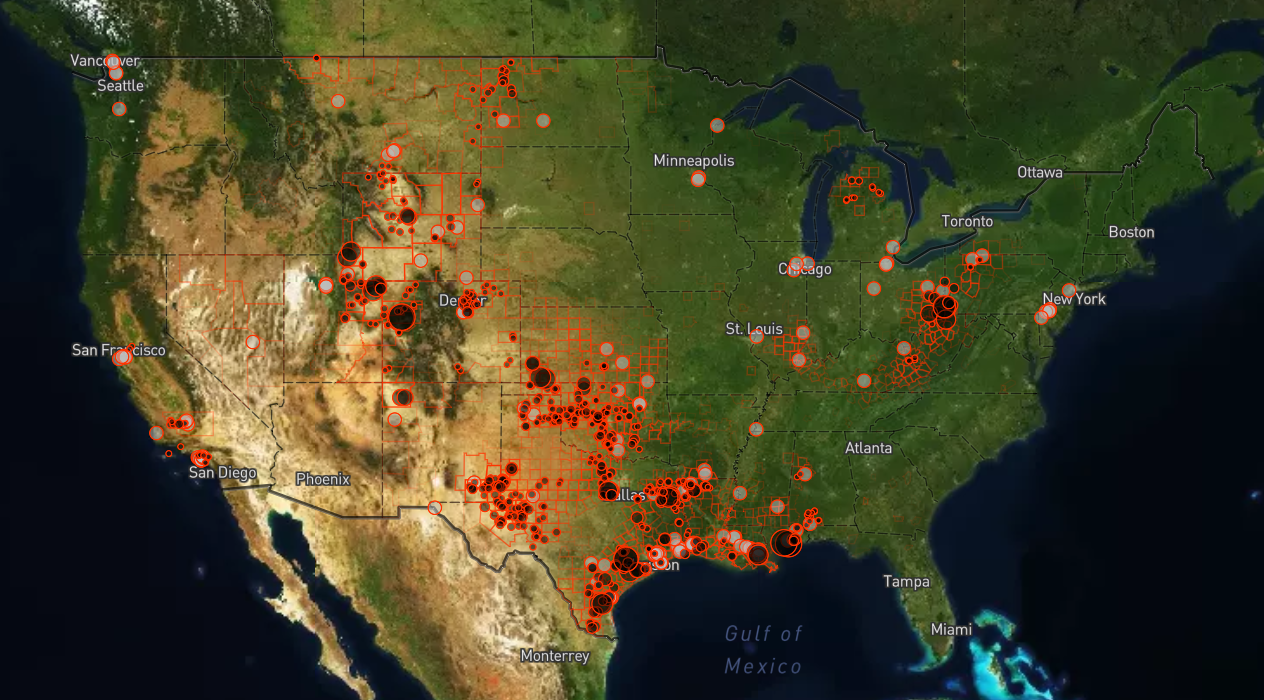 Vancouver
Seattle
Minneapolis
Ottawa
Toronto
Boston
Chicago
New York
Denver
St. Louis
San Francisco
Atlanta
San Diego
Phoenix
Dallas
Tampa
Miami
Gulf of
Mexico
Monterrey